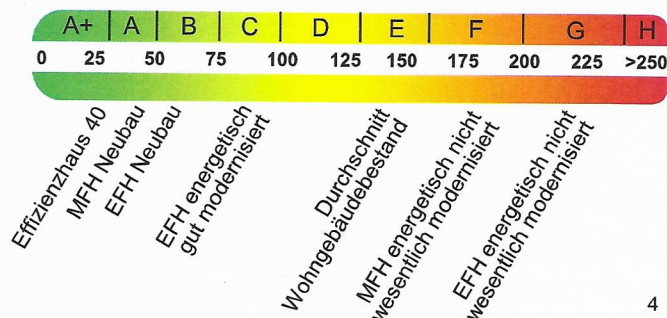 A+ A B C D E F G H
0 25 50 75 100 125 150 175 200 225 >250
Effizienzhaus 40
MFH Neubau
EFH Neubau
EFH energetisch
gut modernisiert
Durchschnitt
Wohngebäudebestand
MFH energetisch nicht
wesentlich modernisiert
EFH energetisch nicht
wesentlich modernisiert
4